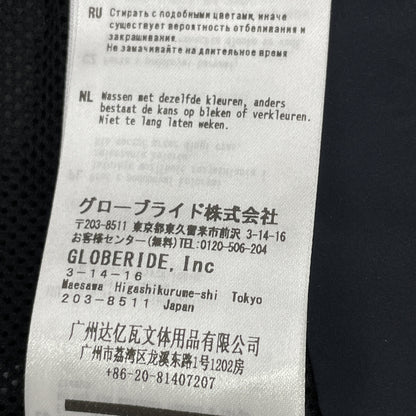 RU Стирать с подобными цветами, иначе
существует вероятность отбеливания и
закрашивания.
Не замачивайте на длительное время
NL Wassen met dezelfde kleuren, anders
bestaat de kans op bleken of verkleuren.
Niet te lang laten weken.
グローブライド株式会社
〒203-8511 東京都東久留米市前沢 3-14-16
お客様センター(無料)TEL:0120-506-204
GLOBERIDE, Inc
3-14-16
Maesawa Higashikurume-shi Tokyo
203-8511 Japan
广州达亿瓦文体用品有限公司
广州市荔湾区龙溪东路1号1202房
+86-20-81407207